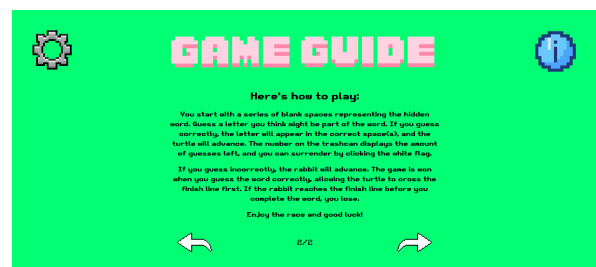 GAME GUIDE
Here's how to play:
You start with a series of blank spaces representing the hidden
word. Guess a letter you think might be part of the word. If you guess
correctly, the letter will appear in the correct space(s), and the
turtle will advance. The number on the trashcan displays the amount
of guesses left, and you can surrender by clicking the white flag.
If you guess incorrectly, the rabbit will advance. The game is won
when you guess the word correctly, allowing the turtle to cross the
finish line first. If the rabbit reaches the finish line before you
complete the word, you lose.
Enjoy the race and good luck!
2/2